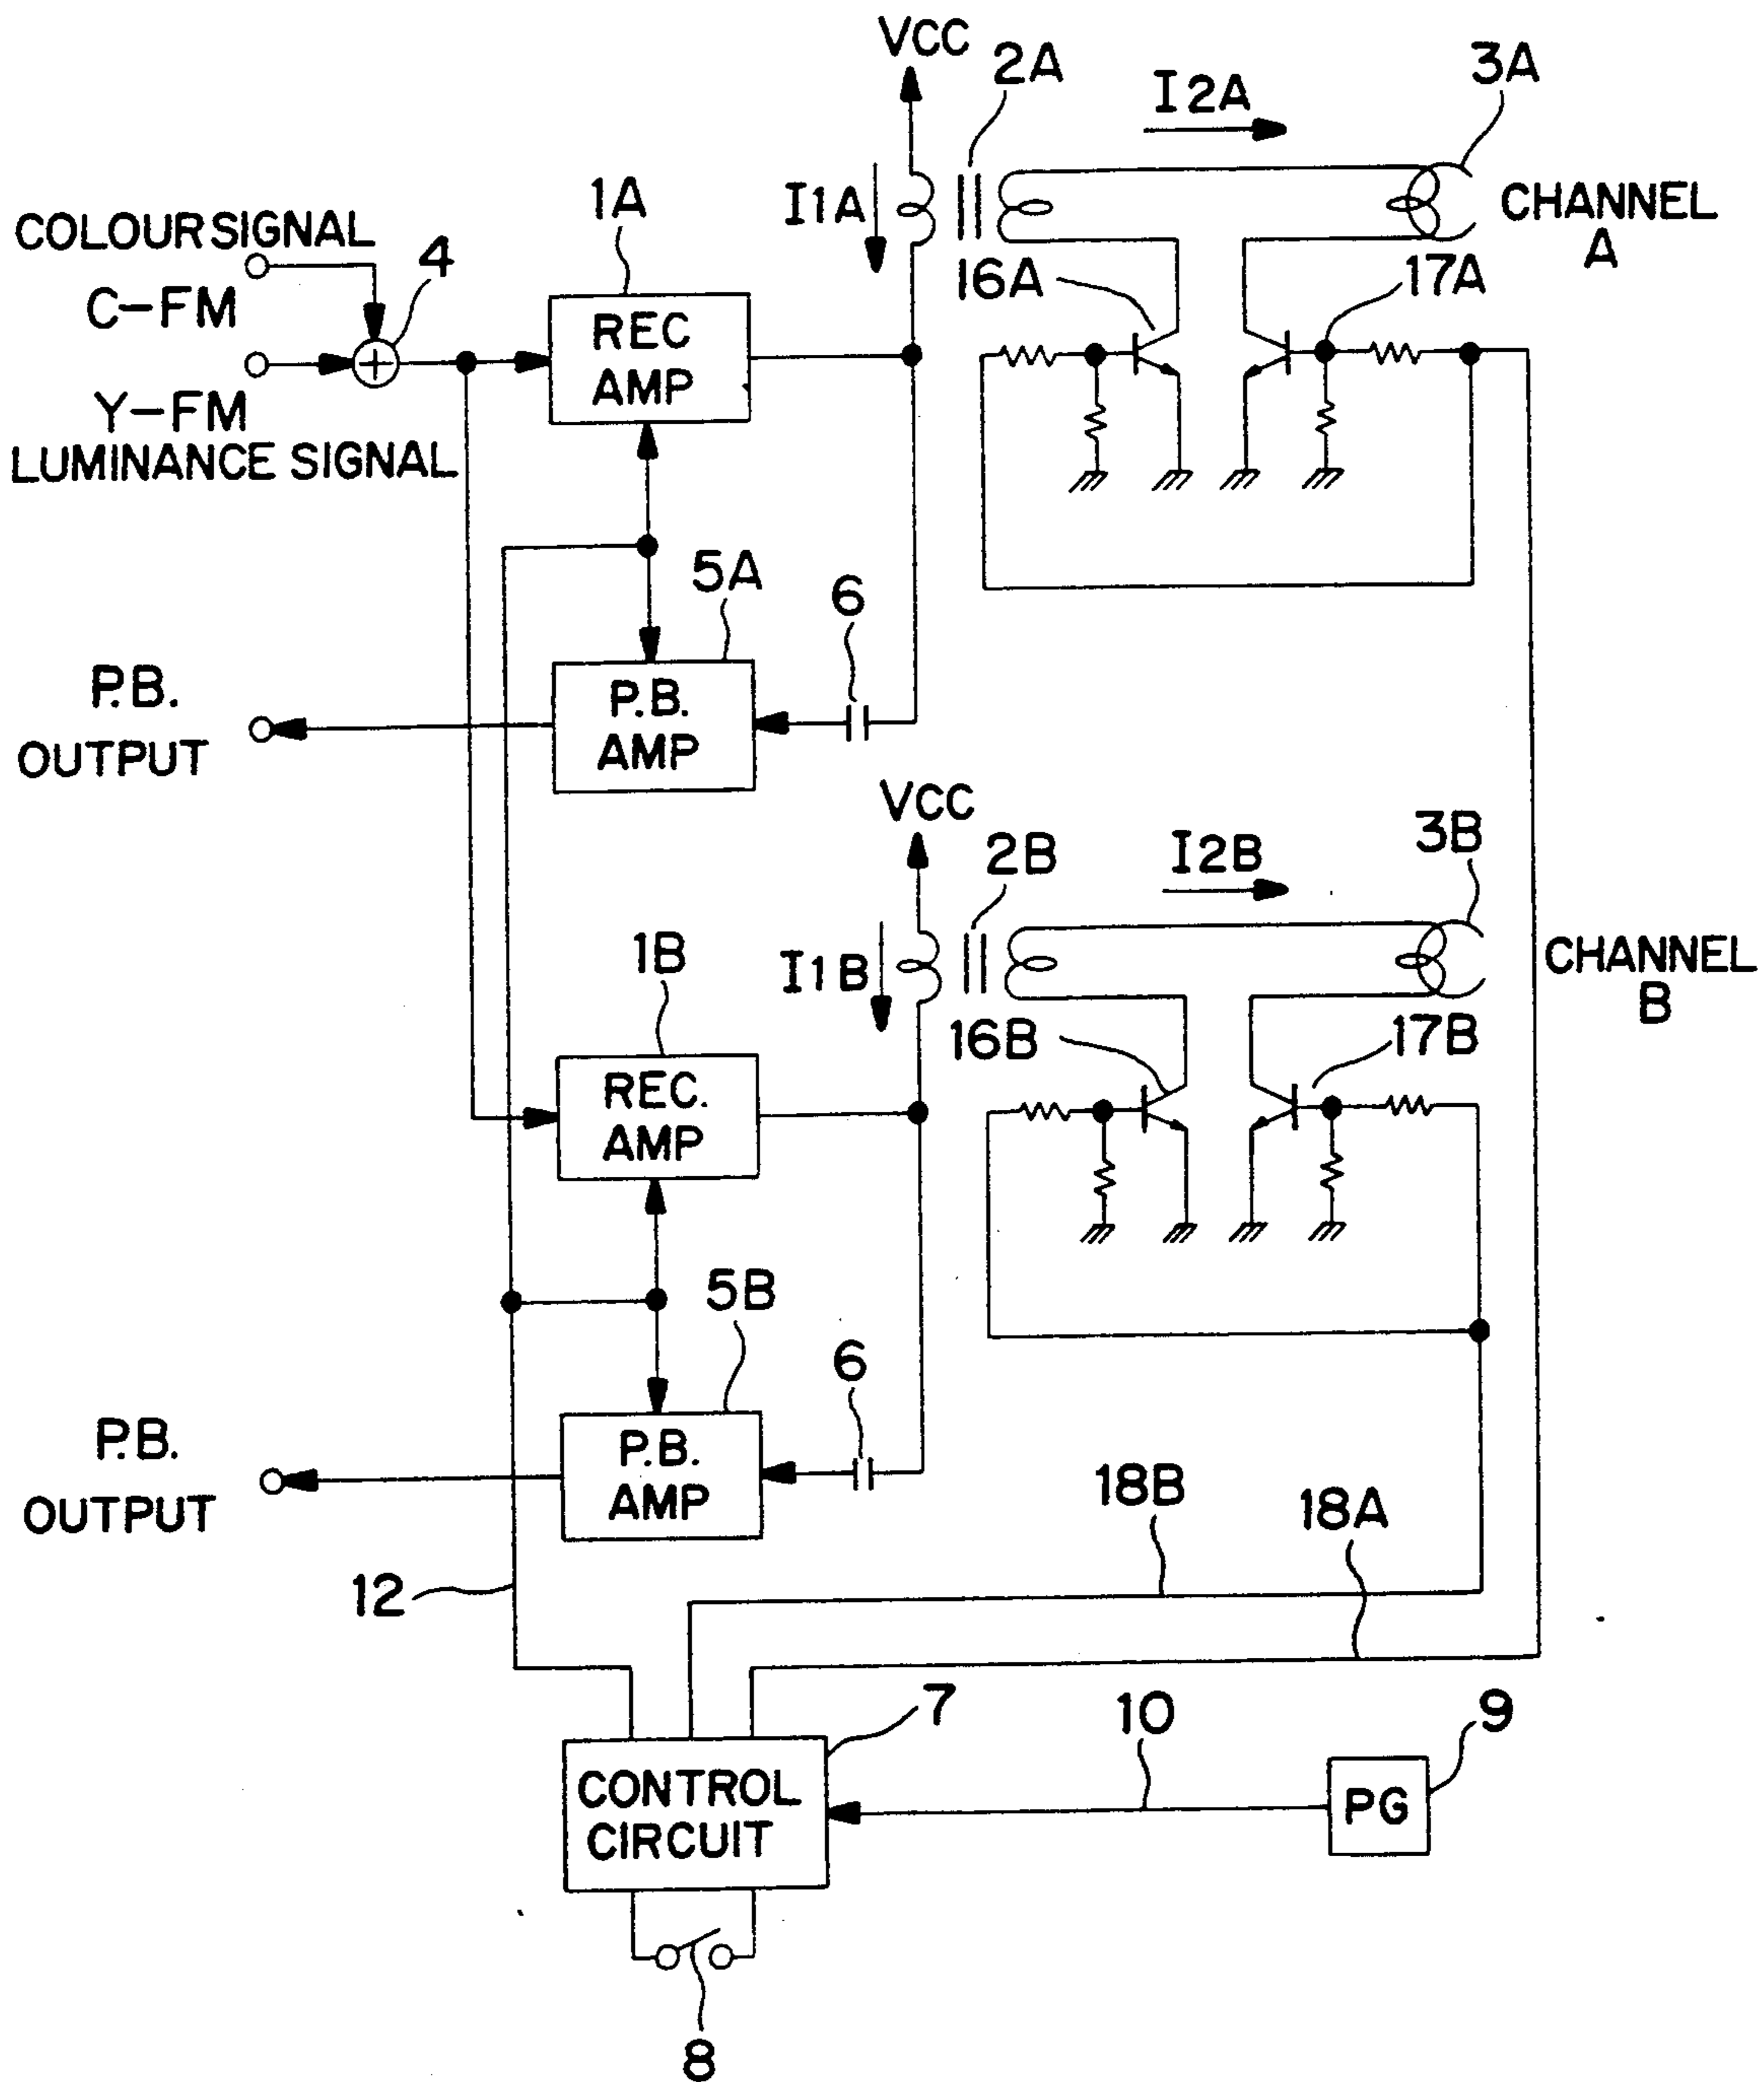 VCC
2A
I2A
3A
1A
I1A
COLOUR SIGNAL
4
CHANNEL
A
C-FM
16A
17A
REC
AMP
Y-FM
LUMINANCE SIGNAL
5A
6
P.B.
OUTPUT
P.B.
AMP
VCC
2B
I2B
3B
1B
I1B
CHANNEL
B
16B
17B
REC.
AMP
5B
6
P.B.
OUTPUT
P.B.
AMP
18B
18A
12
7
10
9
CONTROL
CIRCUIT
PG
8